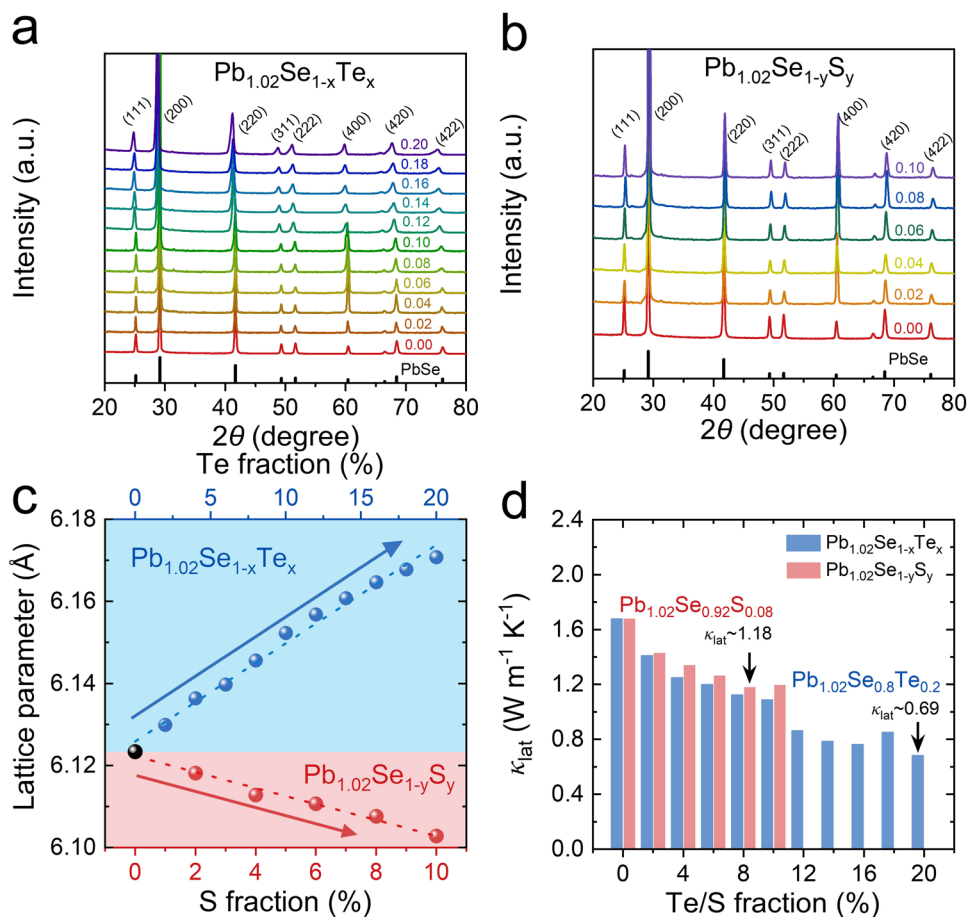 a
Pb1.02Se1-xTex
(111)
(200)
(220)
(311)
(222)
(400)
(420)
(422)
0.20
0.18
0.16
0.14
0.12
0.10
0.08
0.06
0.04
0.02
0.00
PbSe
Intensity (a.u.)
20 30 40 50 60 70 80
2θ (degree)
b
Pb1.02Se1-ySy
(111)
(200)
(220)
(311)
(222)
(400)
(420)
(422)
0.10
0.08
0.06
0.04
0.02
0.00
PbSe
Intensity (a.u.)
20 30 40 50 60 70 80
2θ (degree)
c
Te fraction (%)
0 5 10 15 20
6.18
6.16
6.14
6.12
6.10
Lattice parameter (Å)
Pb1.02Se1-xTex
Pb1.02Se1-ySy
0 2 4 6 8 10
S fraction (%)
d
2.4
2.0
1.6
1.2
0.8
0.4
0.0
κlat (W m-1 K-1)
Pb1.02Se1-xTex
Pb1.02Se1-ySy
Pb1.02Se0.92S0.08
κlat~1.18
Pb1.02Se0.8Te0.2
κlat~0.69
0 4 8 12 16 20
Te/S fraction (%)